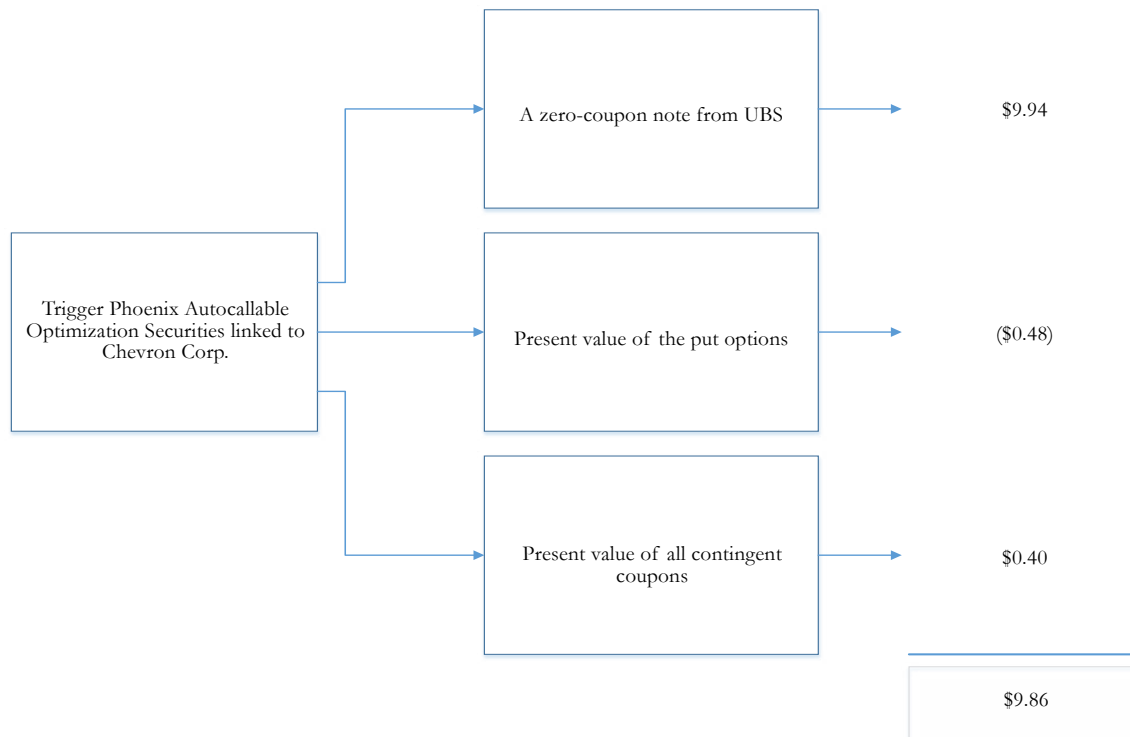 A zero-coupon note from UBS
$9.94
Trigger Phoenix Autocallable
Optimization Securities linked to
Chevron Corp.
Present value of the put options
($0.48)
Present value of all contingent
coupons
$0.40
$9.86